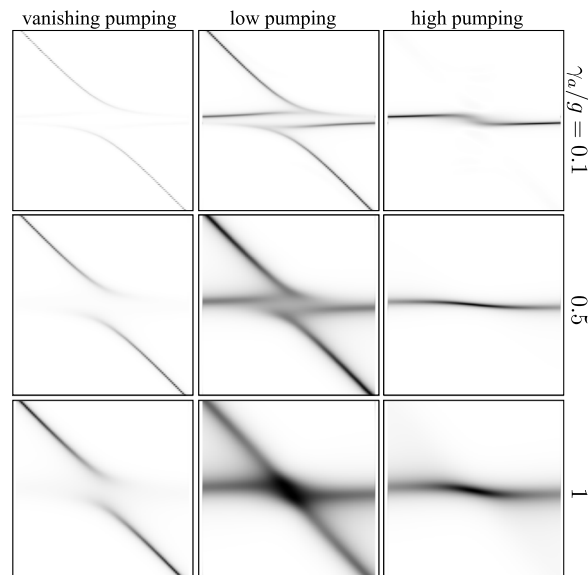 vanishing pumping low pumping high pumping
γₐ/g = 0.1
0.5
1